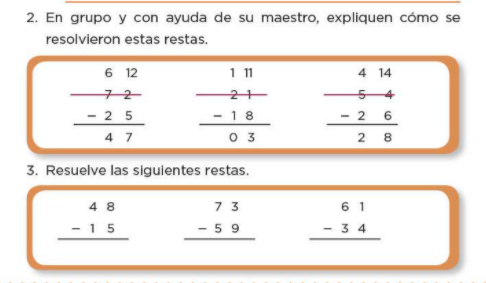 2. En grupo y con ayuda de su maestro, expliquen cómo se
resolvieron estas restas.
6 12 1 11 4 14
7 2 2 1 5 4
- 2 5 - 1 8 - 2 6
4 7 0 3 2 8
3. Resuelve las siguientes restas.
4 8 7 3 6 1
- 1 5 - 5 9 - 3 4